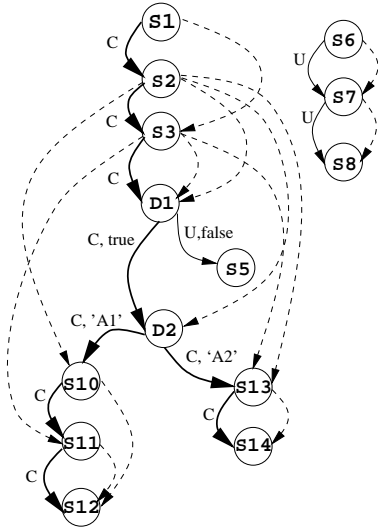 S1
C
S2
C
S3
C
D1
C, true
U,false
S5
D2
C, 'A1'
C, ‘A2’
S10
C
S11
C
S12
S13
C
S14
S6
U
S7
U
S8